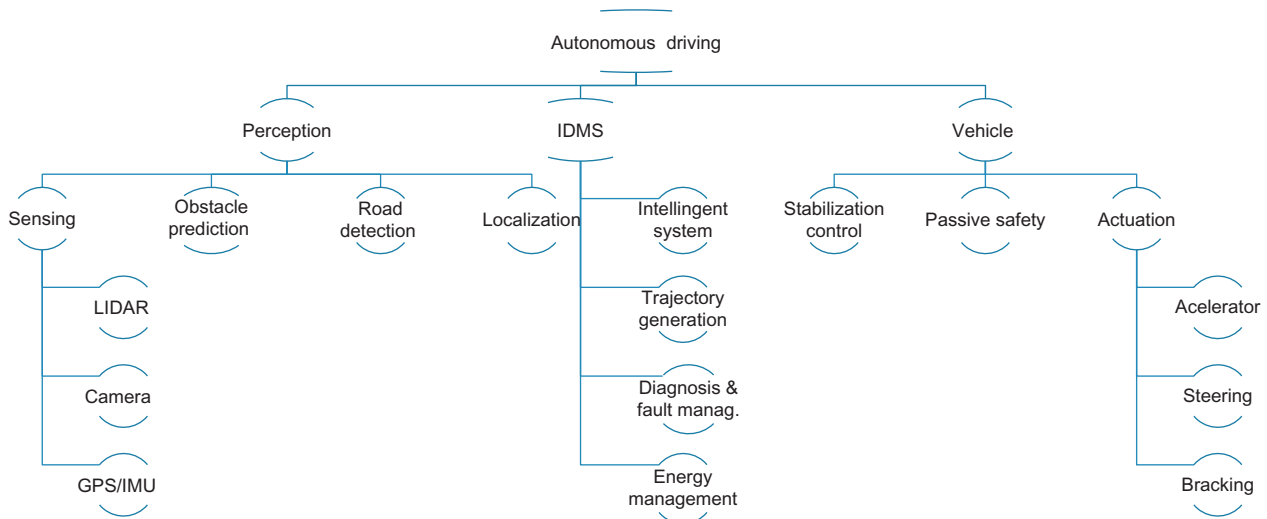 Autonomous driving
Perception
IDMS
Vehicle
Sensing
Obstacle
prediction
Road
detection
Localization
Intellingent
system
Stabilization
control
Passive safety
Actuation
LIDAR
Trajectory
generation
Acelerator
Camera
Diagnosis &
fault manag.
Steering
GPS/IMU
Energy
management
Bracking